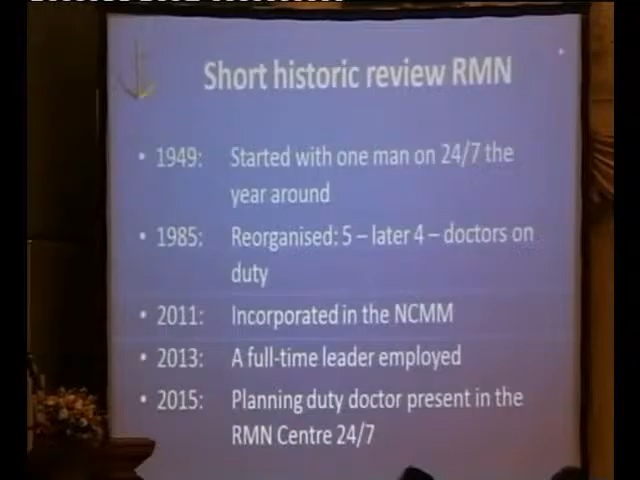 Short historic review RMN
• 1949: Started with one man on 24/7 the
year around
• 1985: Reorganised: 5 – later 4 – doctors on
duty
• 2011: Incorporated in the NCMM
• 2013: A full-time leader employed
• 2015: Planning duty doctor present in the
RMN Centre 24/7